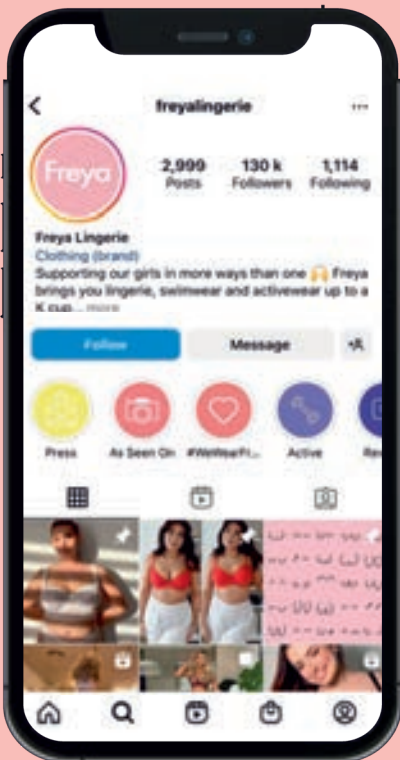 freyalingerie
Freya
2,999 130 k 1,114
Posts Followers Following
Freya Lingerie
Clothing (brand)
Supporting our girls in more ways than one 🙌 Freya
brings you lingerie, swimwear and activewear up to a
K cup... more
Follow Message
Press As Seen On #WeWearFr... Active Rev